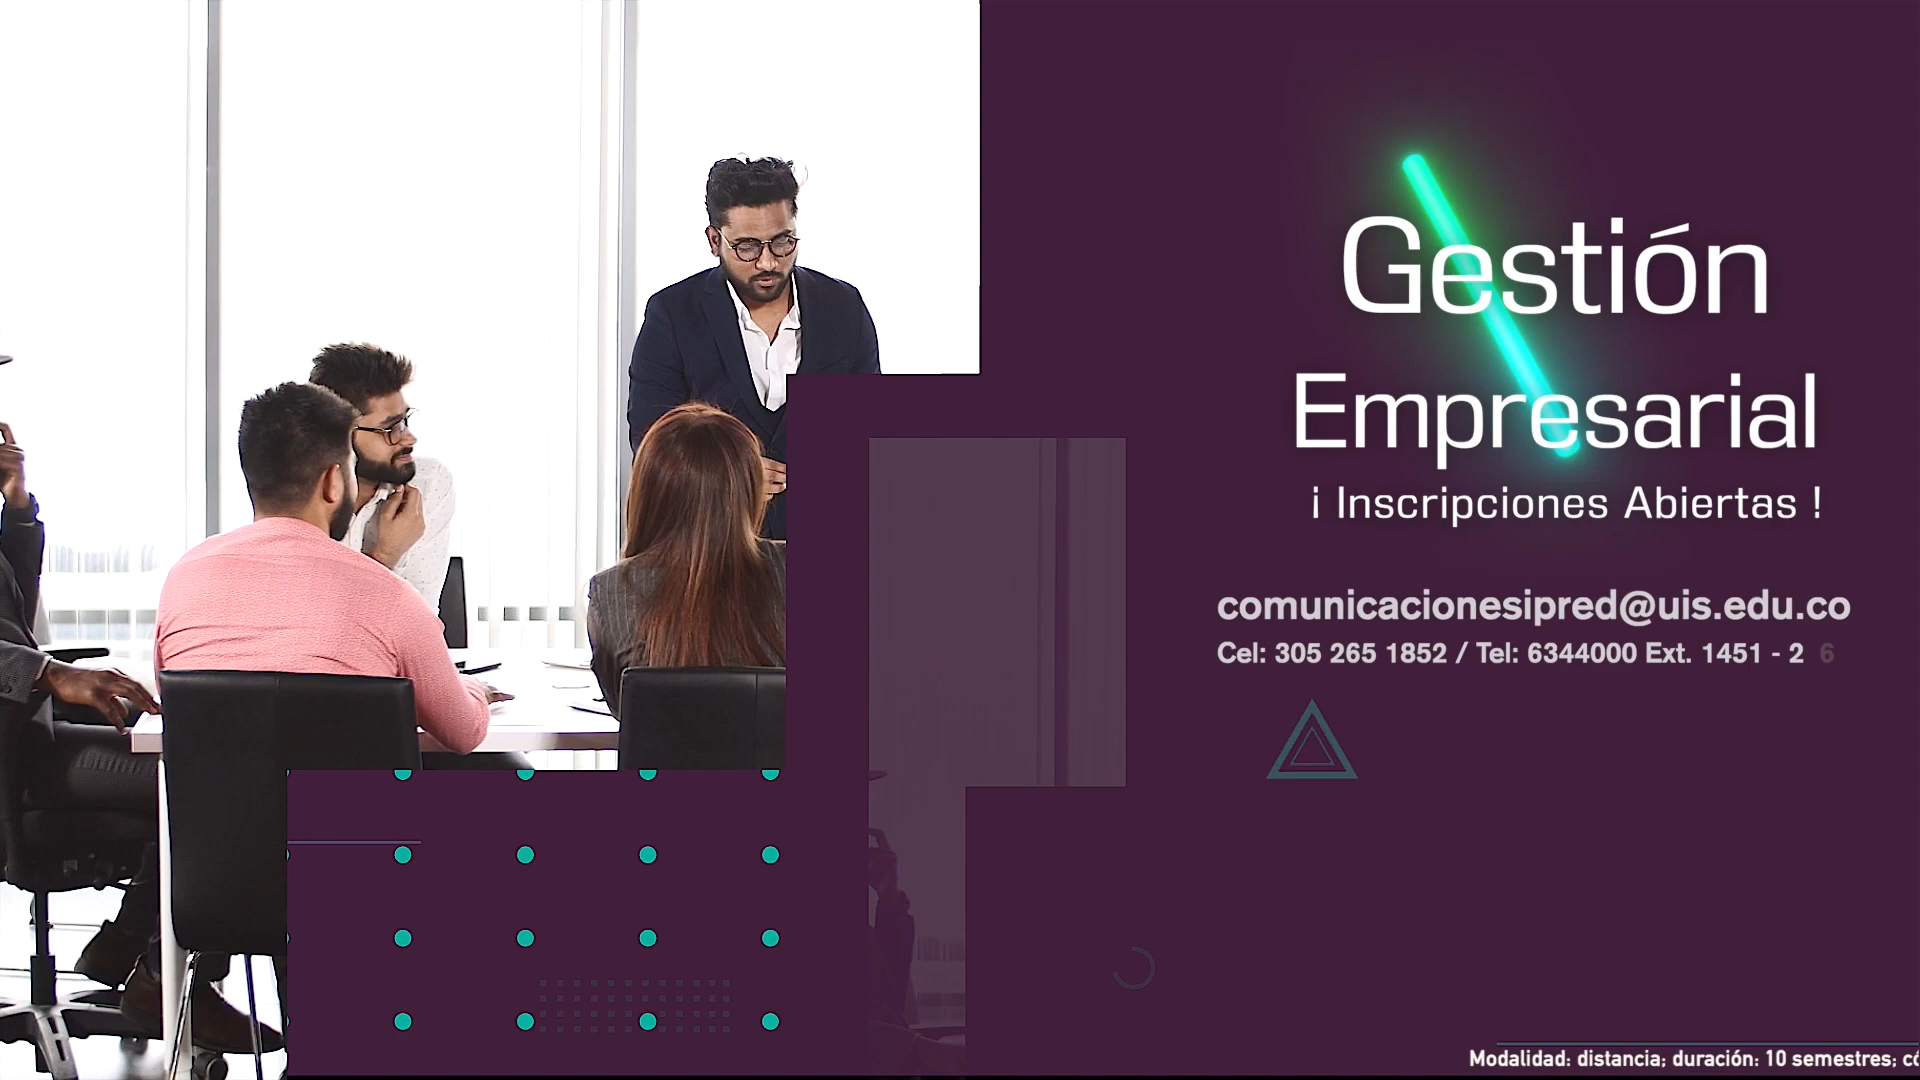 Gestión
Empresarial
¡ Inscripciones Abiertas !
comunicacionesipred@uis.edu.co
Cel: 305 265 1852 / Tel: 6344000 Ext. 1451 - 2 6
Modalidad: distancia; duración: 10 semestres;